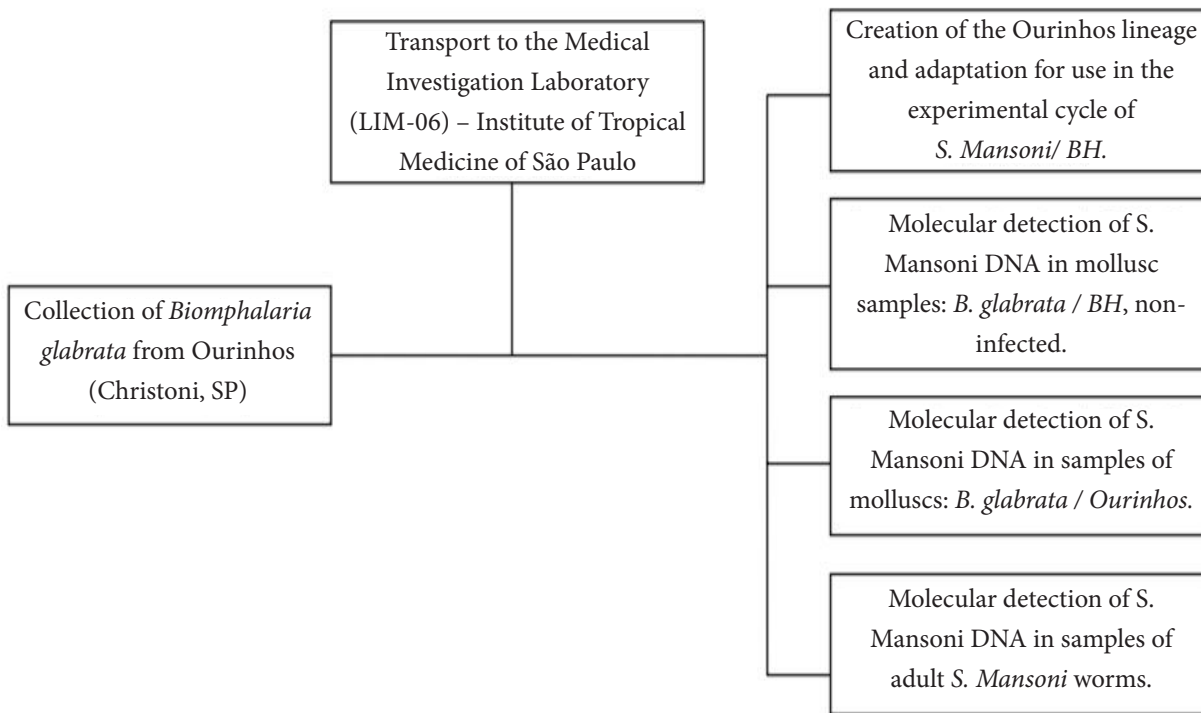 Transport to the Medical
Investigation Laboratory
(LIM-06) – Institute of Tropical
Medicine of São Paulo
Collection of Biomphalaria
glabrata from Ourinhos
(Christoni, SP)
Creation of the Ourinhos lineage
and adaptation for use in the
experimental cycle of
S. Mansoni/ BH.
Molecular detection of S.
Mansoni DNA in mollusc
samples: B. glabrata / BH, non-
infected.
Molecular detection of S.
Mansoni DNA in samples of
molluscs: B. glabrata / Ourinhos.
Molecular detection of S.
Mansoni DNA in samples of
adult S. Mansoni worms.